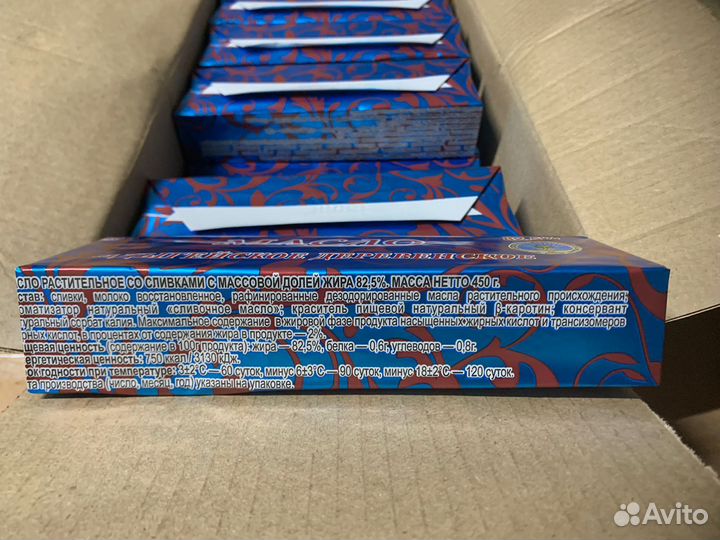 МАСЛО
АЛТАЙСКОЕ ДЕРЕВЕНСКОЕ
СЛО РАСТИТЕЛЬНОЕ СО СЛИВКАМИ С МАССОВОЙ ДОЛЕЙ ЖИРА 82,5%. МАССА НЕТТО 450 г.
став: сливки, молоко восстановленное, рафинированные дезодорированные масла растительного происхождения,
оматизатор натуральный «сливочное масло», краситель пищевой натуральный β-каротин, консервант
уральный сорбат калия. Максимальное содержание в жировой фазе продукта насыщенных жирных кислот и трансизомеров
рных кислот, в процентах от содержания жира в продукте — 2%.
щевая ценность (содержание в 100 г продукта): жира — 82,5%, белка — 0,6г, углеводов — 0,8г.
ергетическая ценность: 750 ккал / 3130 кДж.
ок годности при температуре: 3±2°С — 60 суток, минус 6±3°С — 90 суток, минус 18±2°С — 120 суток.
та производства (число, месяц, год) указаны на упаковке.
Avito